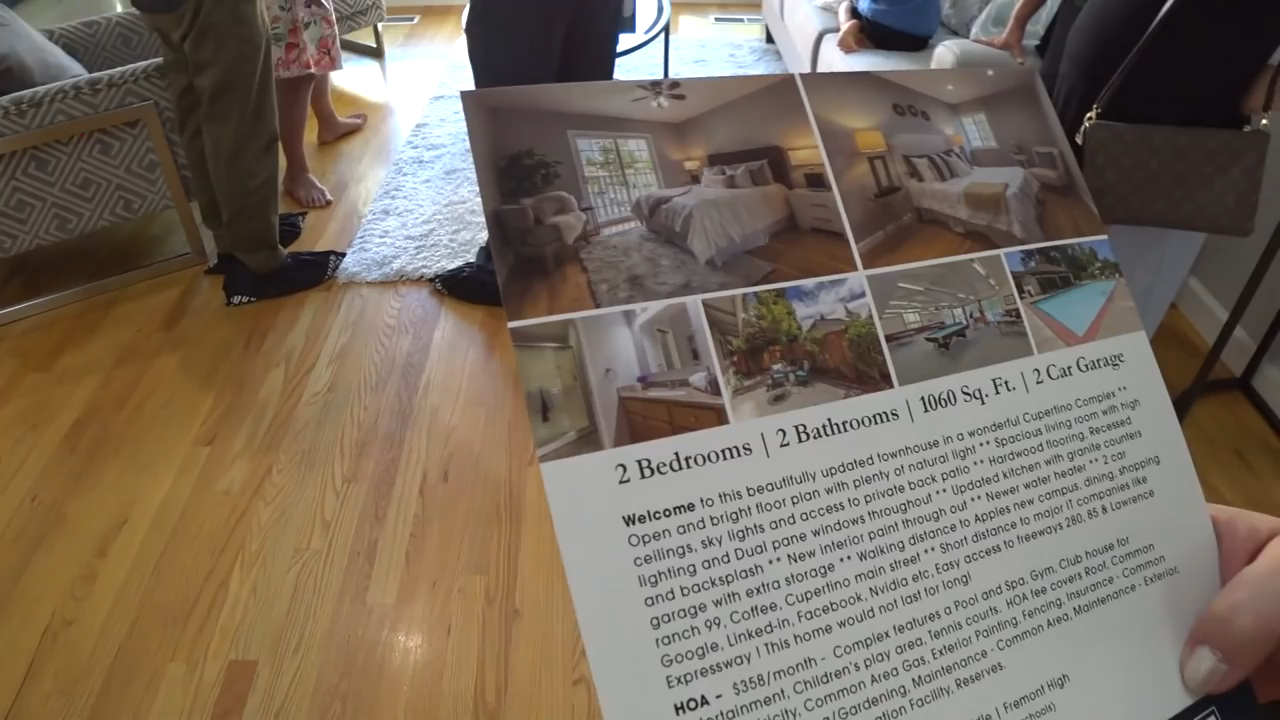 2 Bedrooms | 2 Bathrooms | 1060 Sq. Ft. | 2 Car Garage
Welcome to this beautifully updated townhouse in a wonderful Cupertino Complex **
Open and bright floor plan with plenty of natural light ** Spacious living room with high
ceilings, sky lights and access to private back patio ** Hardwood flooring, Recessed
lighting and Dual pane windows throughout ** Updated kitchen with granite counters
and backsplash ** New interior paint through out ** Newer water heater ** 2 car
garage with extra storage ** Walking distance to Apples new campus, dining, shopping
ranch 99, Coffee, Cupertino main street ** Short distance to major IT companies like
Google, Linked-in, Facebook, Nvidia etc, Easy access to freeways 280, 85 & Lawrence
Expressway | This home would not last for long!
HOA - $358/month - Complex features a Pool and Spa, Gym, Club house for
entertainment, Children's play area, Tennis courts. HOA fee covers Roof, Common
Area Gas, Exterior Painting, Fencing, Insurance - Common
/Gardening, Maintenance - Common Area, Maintenance - Exterior,
Facility, Reserves.
| Fremont High